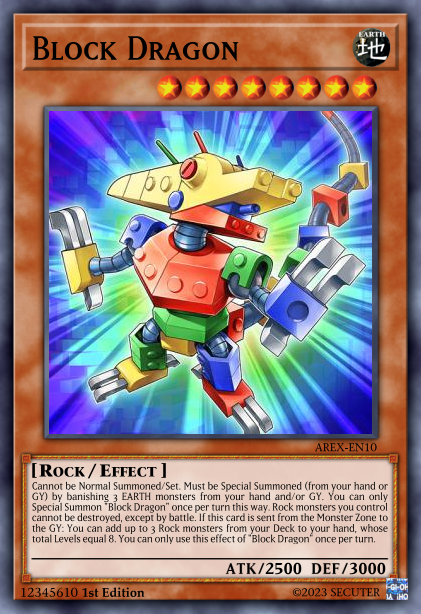 BLOCK DRAGON
EARTH
地
AREX-EN10
[ROCK / EFFECT ]
Cannot be Normal Summoned/Set. Must be Special Summoned (from your hand or
GY) by banishing 3 EARTH monsters from your hand and/or GY. You can only
Special Summon "Block Dragon" once per turn this way. Rock monsters you control
cannot be destroyed, except by battle. If this card is sent from the Monster Zone to
the GY: You can add up to 3 Rock monsters from your Deck to your hand, whose
total Levels equal 8. You can only use this effect of "Block Dragon" once per turn.
ATK/2500 DEF/3000
12345610 1st Edition ©2023 SECUTER